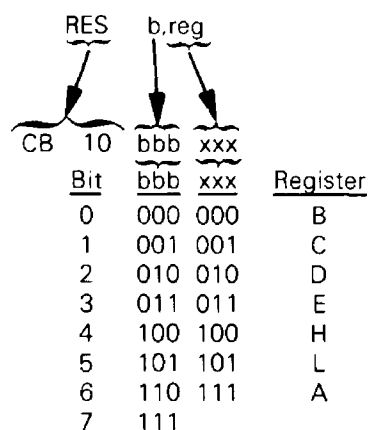 RES b,reg
CB 10 bbb xxx
Bit bbb xxx Register
0 000 000 B
1 001 001 C
2 010 010 D
3 011 011 E
4 100 100 H
5 101 101 L
6 110 111 A
7 111